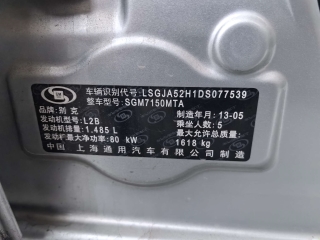 车辆识别代号: LSGJA52H1DS077539
整车型号: SGM7150MTA
品牌: 别克 制造年月: 13-05
发动机型号: L2B 乘坐人数: 5
发动机排量: 1.485 L 最大允许总质量:
发动机最大净功率: 80 kW 1618 kg
中国 上海通用汽车有限公司 制造